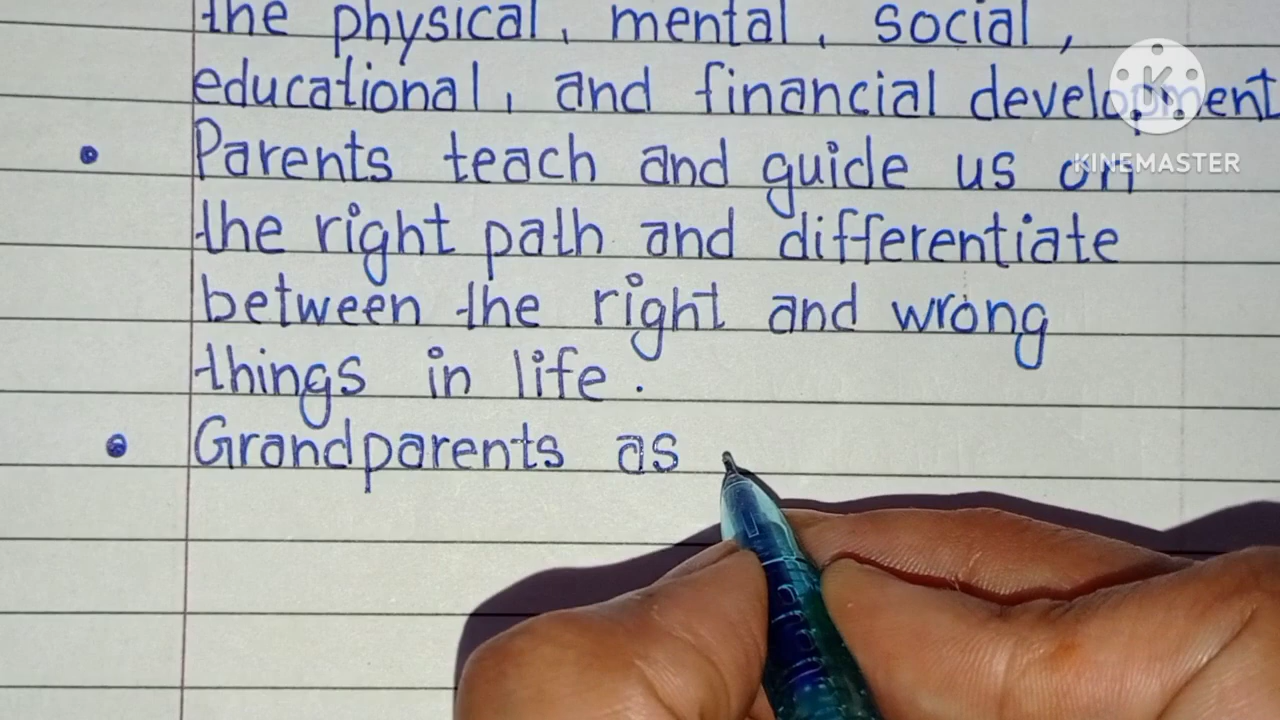 the physical, mental, social,
educational, and financial development
• Parents teach and guide us on
the right path and differentiate
between the right and wrong
things in life.
• Grandparents as
KINEMASTER